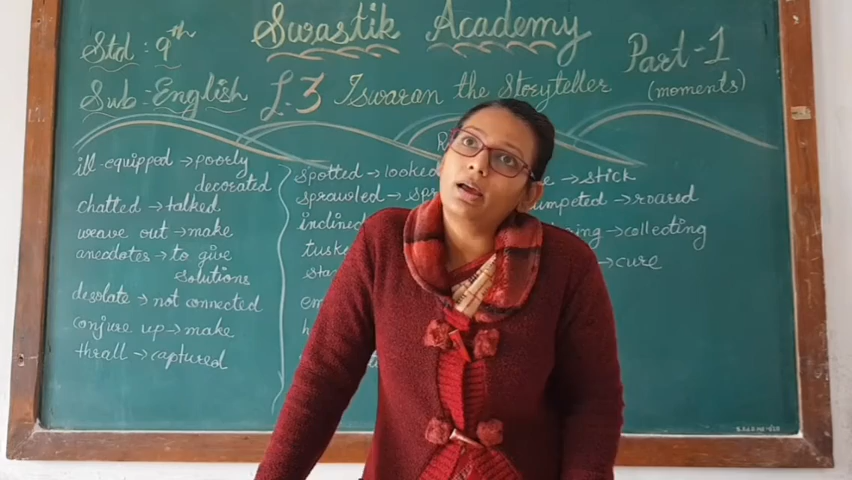 Swastik Academy
Std : 9th
Part - 1
Sub : English
L-3 Iswaran the StoryTeller
(moments)
ill-equipped → poorly
decorated
chatted → talked
weave out → make
anecdotes → to give
solutions
desolate → not connected
conjure up → make
thrall → captured
spotted → looked
sprawled →
inclined
→ stick
→ roared
→ collecting
→ cure